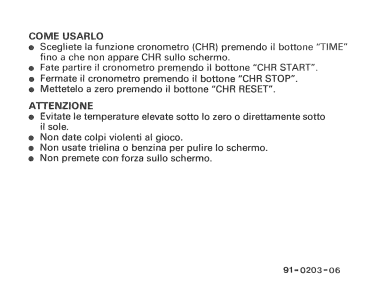 COME USARLO
● Scegliete la funzione cronometro (CHR) premendo il bottone “TIME”
fino a che non appare CHR sullo schermo.
● Fate partire il cronometro premendo il bottone “CHR START”.
● Fermate il cronometro premendo il bottone “CHR STOP”.
● Mettetelo a zero premendo il bottone “CHR RESET”.
ATTENZIONE
● Evitate le temperature elevate sotto lo zero o direttamente sotto
il sole.
● Non date colpi violenti al gioco.
● Non usate trielina o benzina per pulire lo schermo.
● Non premete con forza sullo schermo.
91-0203-06